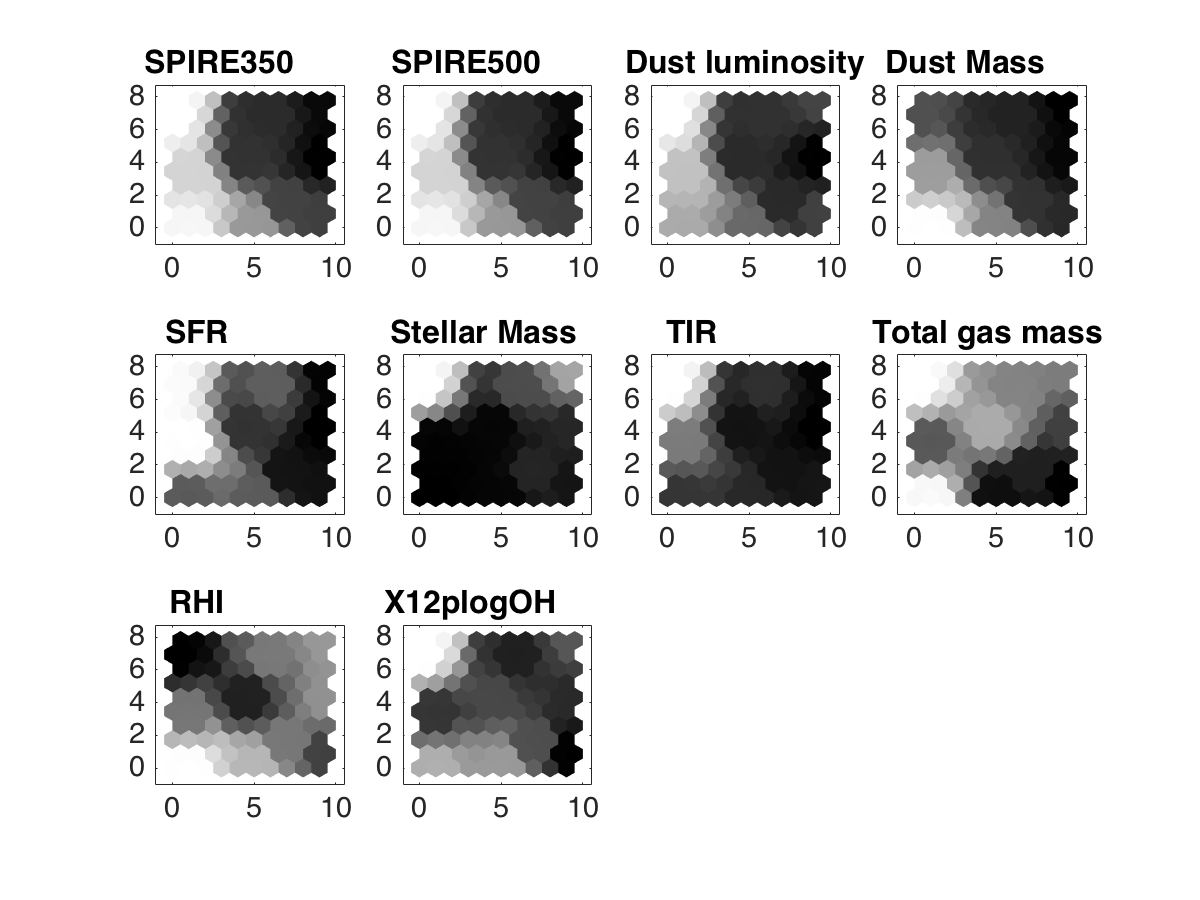 SPIRE350 SPIRE500 Dust luminosity Dust Mass
8 8 8 8
6 6 6 6
4 4 4 4
2 2 2 2
0 0 0 0
0 5 10 0 5 10 0 5 10 0 5 10
SFR Stellar Mass TIR Total gas mass
8 8 8 8
6 6 6 6
4 4 4 4
2 2 2 2
0 0 0 0
0 5 10 0 5 10 0 5 10 0 5 10
RHI X12plogOH
8 8
6 6
4 4
2 2
0 0
0 5 10 0 5 10